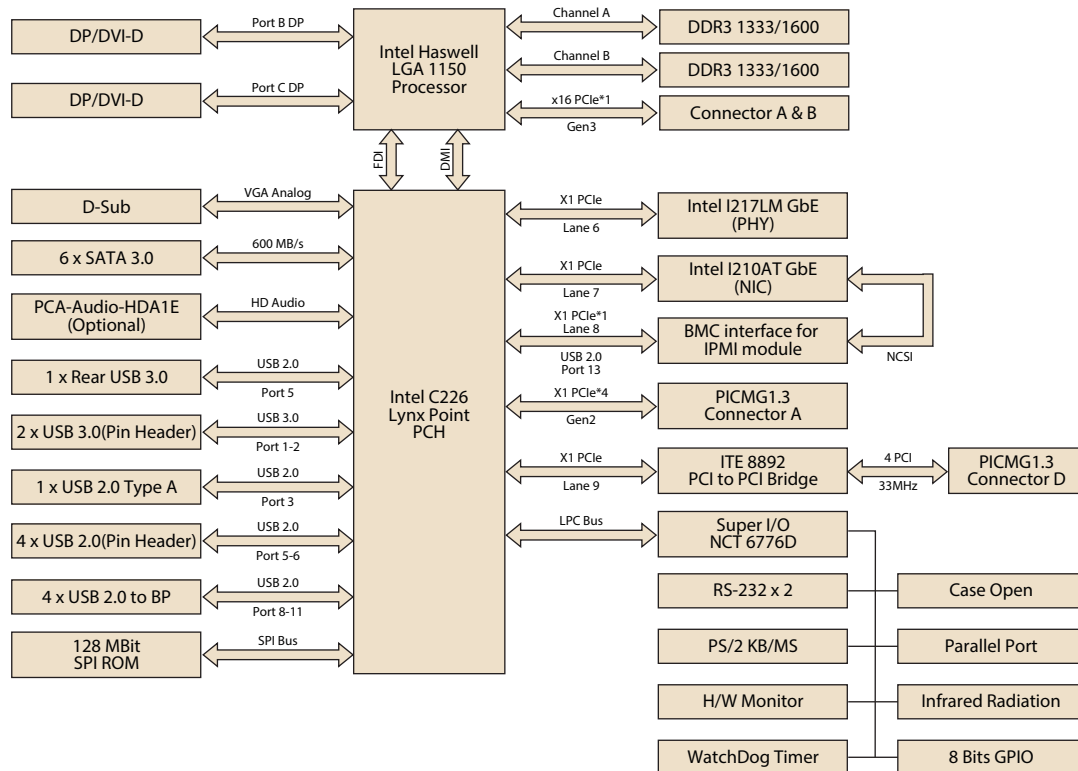 DP/DVI-D
Port B DP
Intel Haswell
LGA 1150
Processor
Channel A
DDR3 1333/1600
Channel B
DDR3 1333/1600
DP/DVI-D
Port C DP
x16 PCIe*1
Gen3
Connector A & B
FDI
DMI
D-Sub
VGA Analog
6 x SATA 3.0
600 MB/s
PCA-Audio-HDA1E
(Optional)
HD Audio
1 x Rear USB 3.0
USB 2.0
Port 5
2 x USB 3.0(Pin Header)
USB 3.0
Port 1-2
1 x USB 2.0 Type A
USB 2.0
Port 3
4 x USB 2.0(Pin Header)
USB 2.0
Port 5-6
4 x USB 2.0 to BP
USB 2.0
Port 8-11
128 MBit
SPI ROM
SPI Bus
Intel C226
Lynx Point
PCH
X1 PCIe
Lane 6
Intel I217LM GbE
(PHY)
X1 PCIe
Lane 7
Intel I210AT GbE
(NIC)
X1 PCIe*1
Lane 8
USB 2.0
Port 13
BMC interface for
IPMI module
NCSI
X1 PCIe*4
Gen2
PICMG1.3
Connector A
X1 PCIe
Lane 9
ITE 8892
PCI to PCI Bridge
4 PCI
33MHz
PICMG1.3
Connector D
LPC Bus
Super I/O
NCT 6776D
RS-232 x 2
Case Open
PS/2 KB/MS
Parallel Port
H/W Monitor
Infrared Radiation
WatchDog Timer
8 Bits GPIO